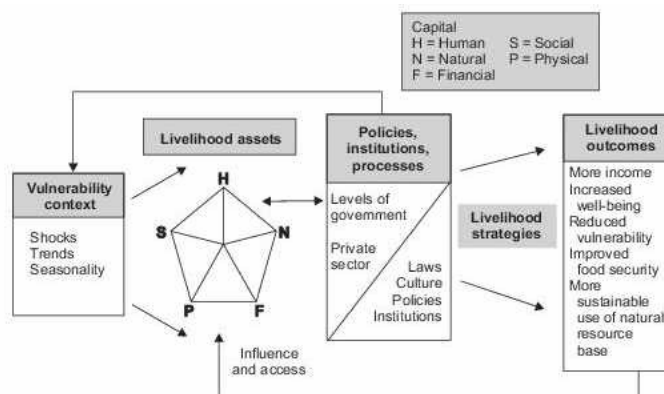 Capital
H = Human S = Social
N = Natural P = Physical
F = Financial
Livelihood assets
Policies,
institutions,
processes
Livelihood
outcomes
Vulnerability
context
Shocks
Trends
Seasonality
H
S
N
P
F
Levels of
government
Private
sector
Laws
Culture
Policies
Institutions
Livelihood
strategies
More income
Increased
well-being
Reduced
vulnerability
Improved
food security
More
sustainable
use of natural
resource
base
Influence
and access